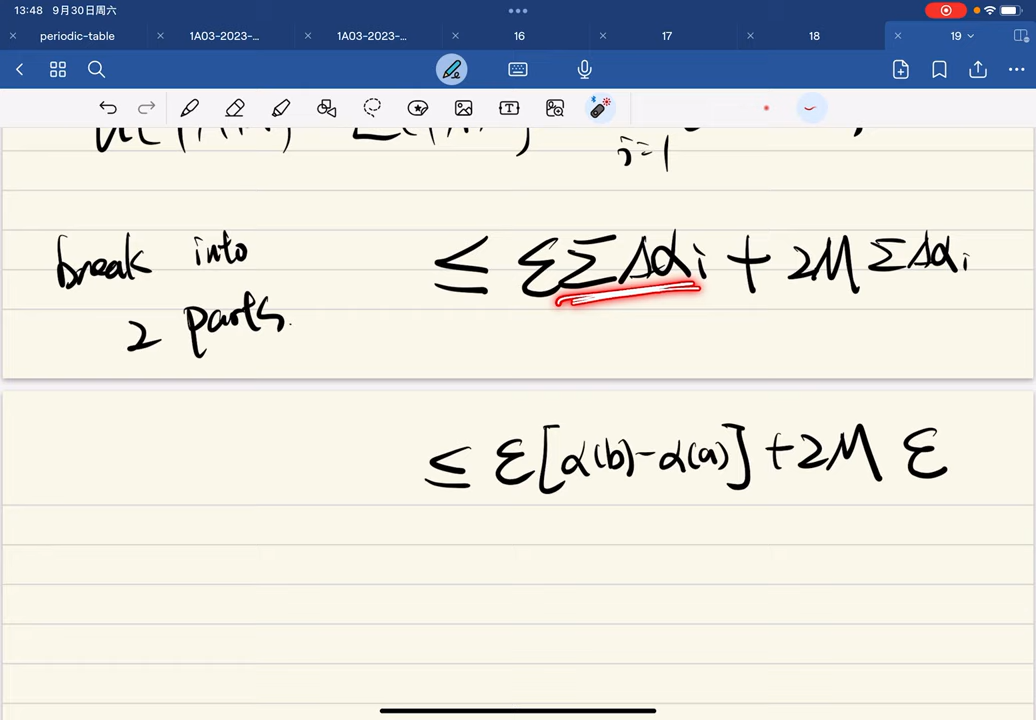 13:48 9月30日周六
periodic-table 1A03-2023-... 1A03-2023-... 16 17 18 19
i=1
break into
2 parts.
≤ ε Σ Δαi + 2M Σ Δαi
≤ ε[α(b)-α(a)] + 2M ε